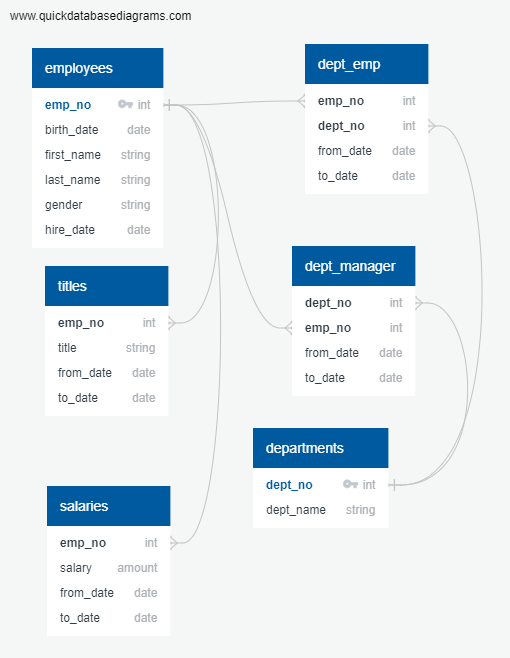 www.quickdatabasediagrams.com
employees
emp_no int
birth_date date
first_name string
last_name string
gender string
hire_date date
dept_emp
emp_no int
dept_no int
from_date date
to_date date
titles
emp_no int
title string
from_date date
to_date date
dept_manager
dept_no int
emp_no int
from_date date
to_date date
departments
dept_no int
dept_name string
salaries
emp_no int
salary amount
from_date date
to_date date